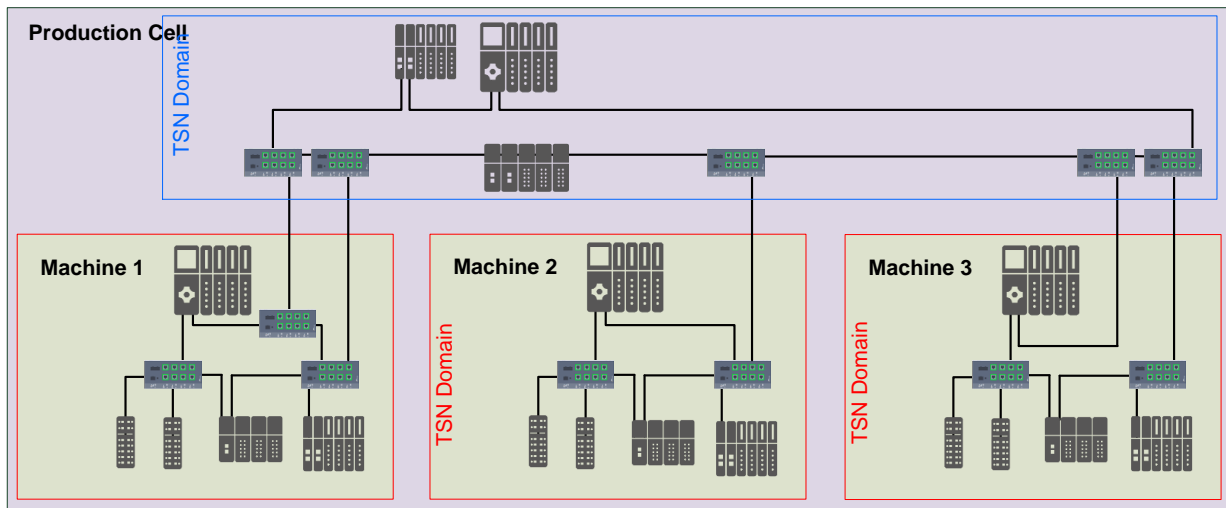 Production Cell
TSN Domain
Machine 1
Machine 2
TSN Domain
Machine 3
TSN Domain